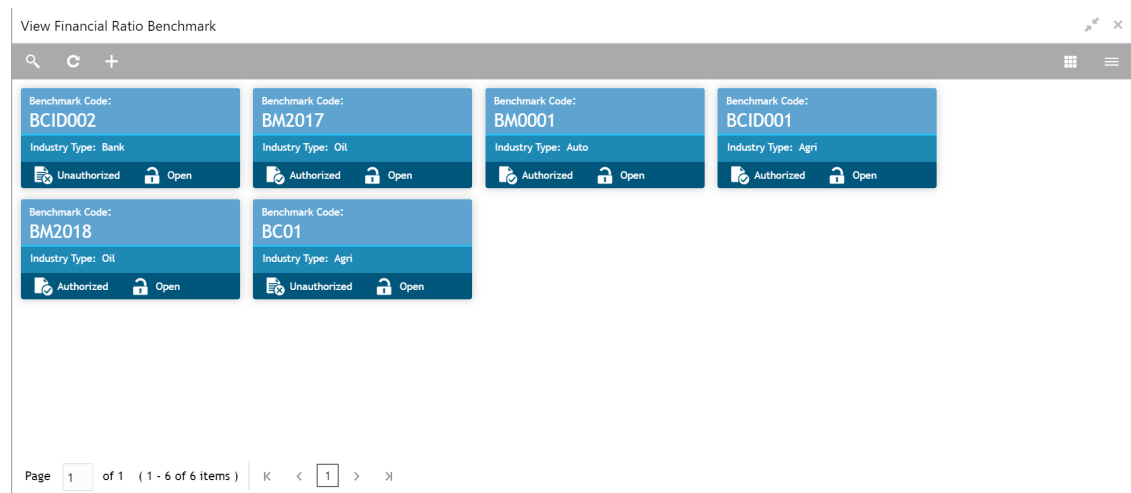 View Financial Ratio Benchmark
Benchmark Code:
BCID002
Industry Type: Bank
Unauthorized Open
Benchmark Code:
BM2017
Industry Type: Oil
Authorized Open
Benchmark Code:
BM0001
Industry Type: Auto
Authorized Open
Benchmark Code:
BCID001
Industry Type: Agri
Authorized Open
Benchmark Code:
BM2018
Industry Type: Oil
Authorized Open
Benchmark Code:
BC01
Industry Type: Agri
Unauthorized Open
Page 1 of 1 ( 1 - 6 of 6 items ) 1